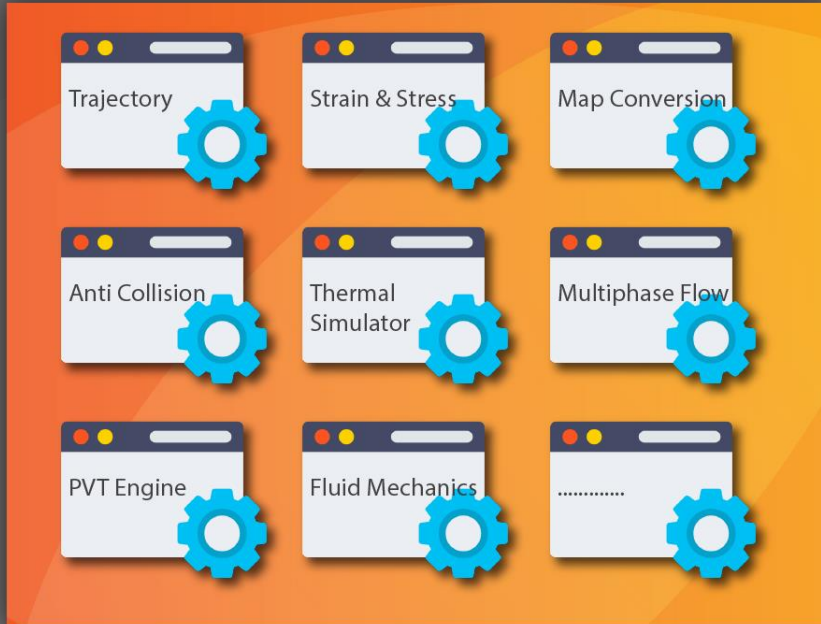 Trajectory
Strain & Stress
Map Conversion
Anti Collision
Thermal
Simulator
Multiphase Flow
PVT Engine
Fluid Mechanics
.............